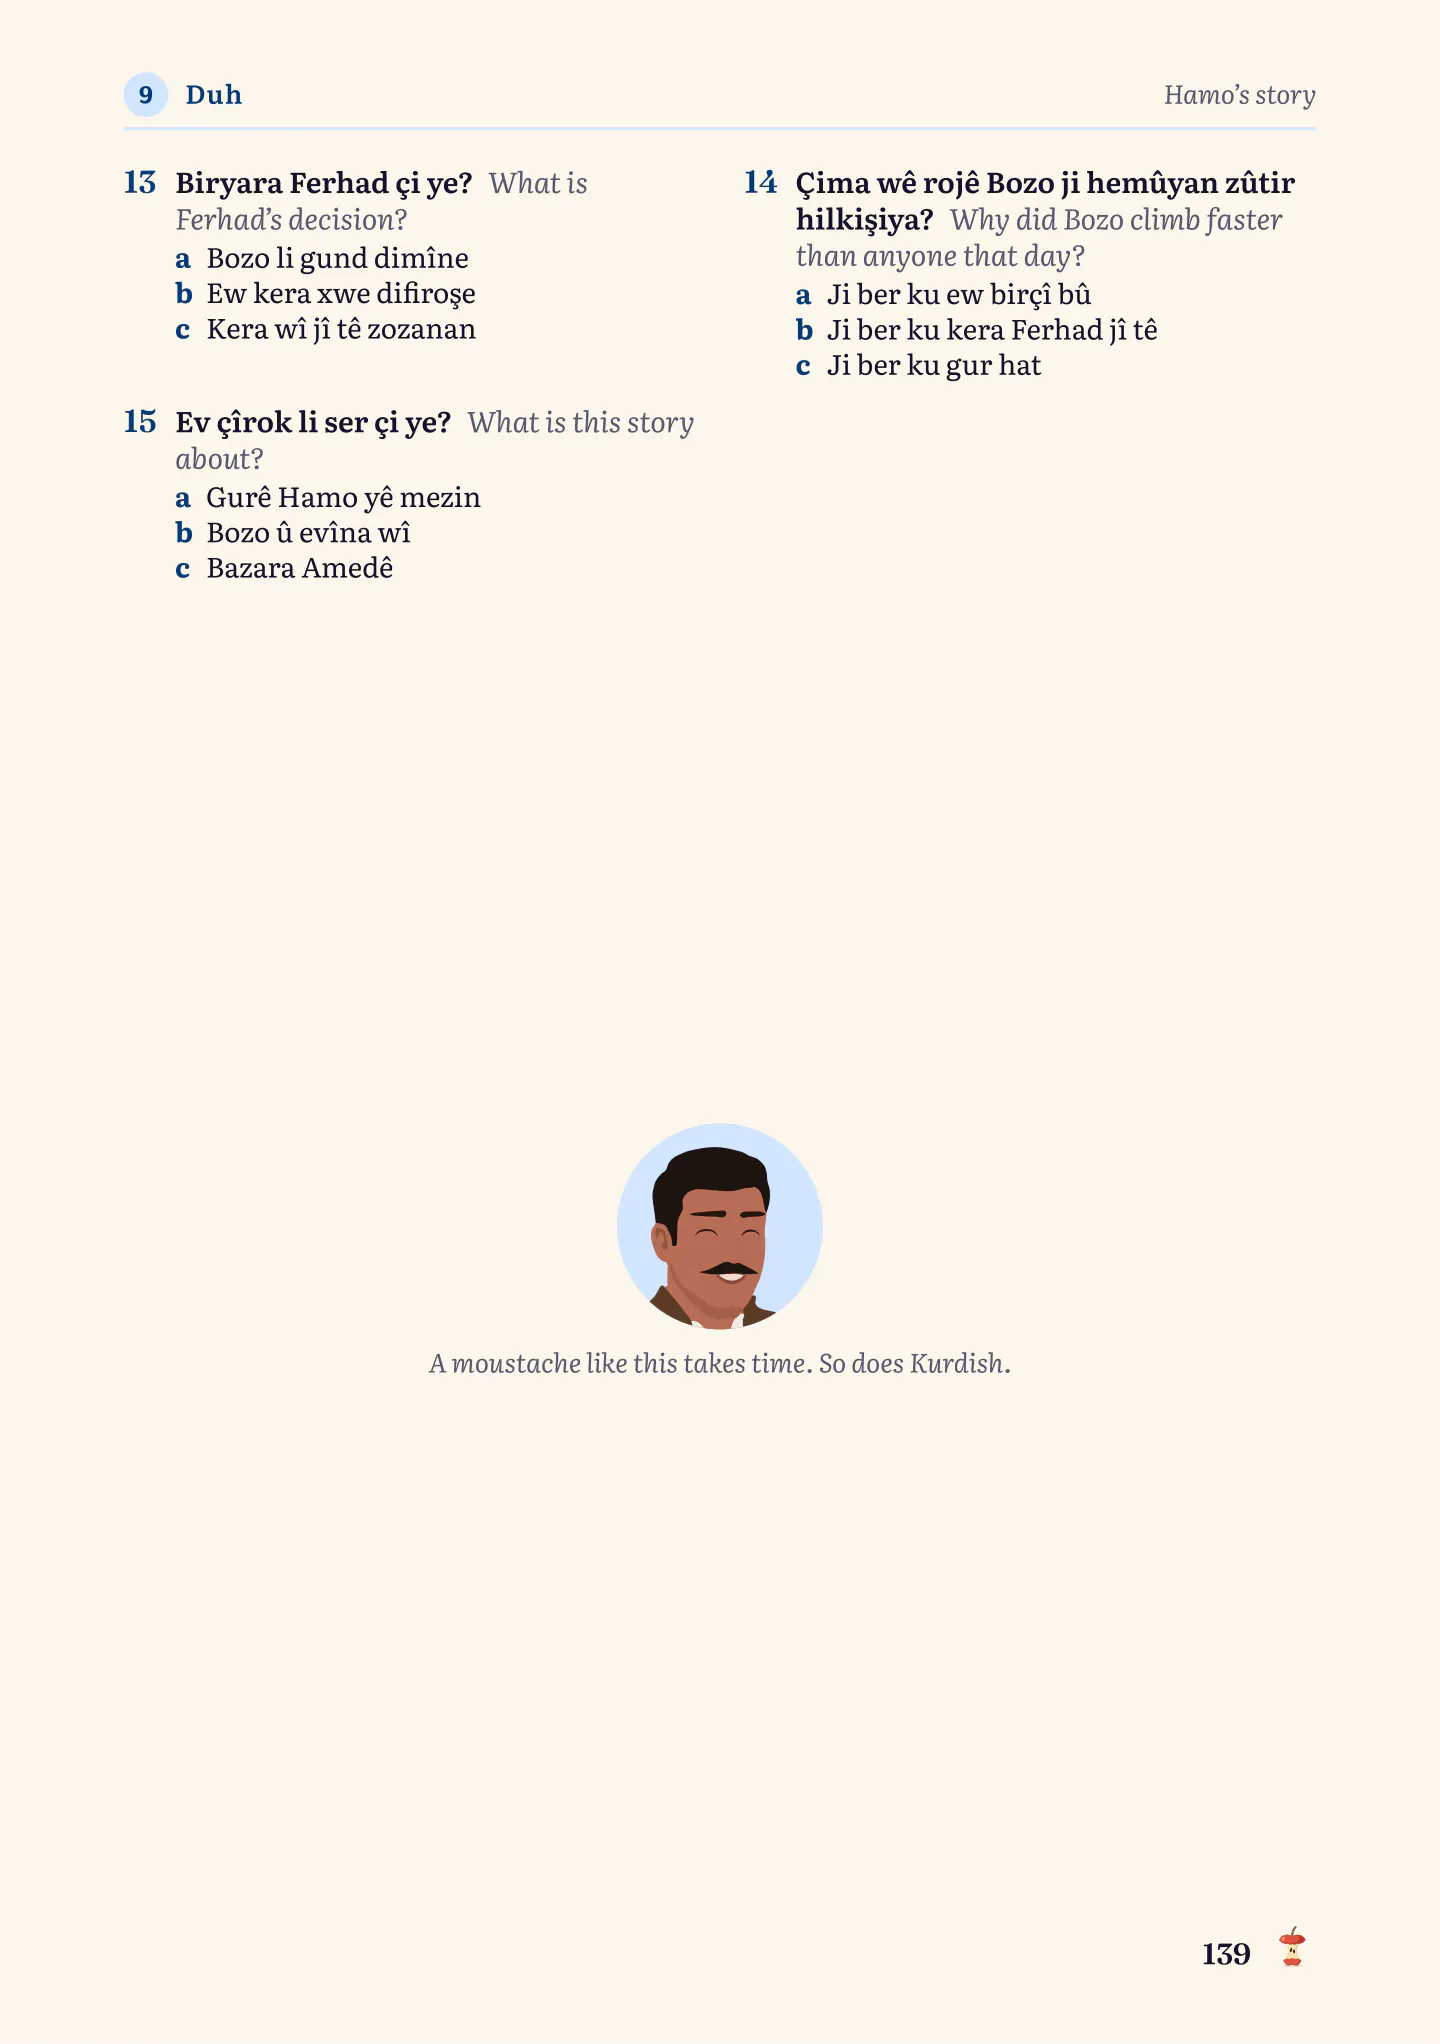 9 Duh
Hamo’s story
13 Biryara Ferhad çi ye? What is
Ferhad’s decision?
a Bozo li gund dimîne
b Ew kera xwe difiroşe
c Kera wî jî tê zozanan
14 Çima wê rojê Bozo ji hemûyan zûtir
hilkişiya? Why did Bozo climb faster
than anyone that day?
a Ji ber ku ew birçî bû
b Ji ber ku kera Ferhad jî tê
c Ji ber ku gur hat
15 Ev çîrok li ser çi ye? What is this story
about?
a Gurê Hamo yê mezin
b Bozo û evîna wî
c Bazara Amedê
A moustache like this takes time. So does Kurdish.
139